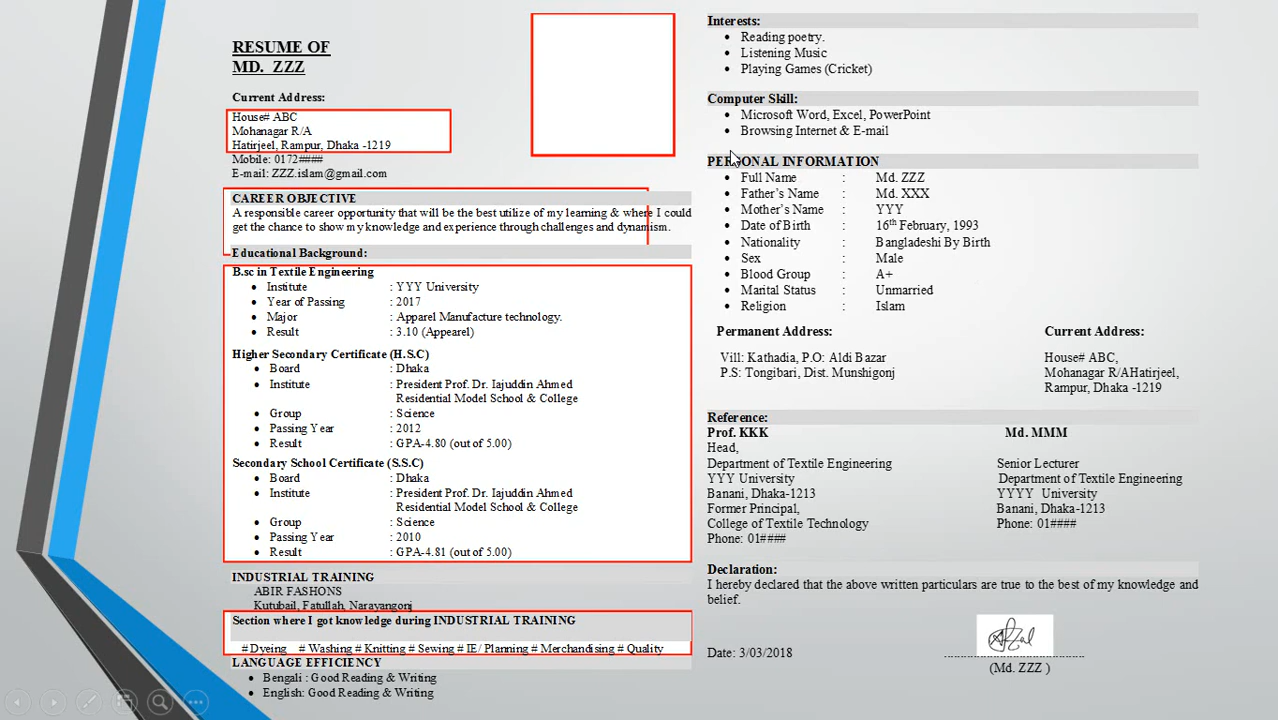 RESUME OF
MD. ZZZ
Current Address:
House# ABC
Mohanagar R/A
Hatirjeel, Rampur, Dhaka -1219
Mobile: 0172####
E-mail: ZZZ.islam@gmail.com
CAREER OBJECTIVE
A responsible career opportunity that will be the best utilize of my learning & where I could
get the chance to show my knowledge and experience through challenges and dynamism.
Educational Background:
B.sc in Textile Engineering
• Institute : YYY University
• Year of Passing : 2017
• Major : Apparel Manufacture technology.
• Result : 3.10 (Appearel)
Higher Secondary Certificate (H.S.C)
• Board : Dhaka
• Institute : President Prof. Dr. Iajuddin Ahmed
Residential Model School & College
• Group : Science
• Passing Year : 2012
• Result : GPA-4.80 (out of 5.00)
Secondary School Certificate (S.S.C)
• Board : Dhaka
• Institute : President Prof. Dr. Iajuddin Ahmed
Residential Model School & College
• Group : Science
• Passing Year : 2010
• Result : GPA-4.81 (out of 5.00)
INDUSTRIAL TRAINING
ABIR FASHONS
Kutubail, Fatullah, Narayangonj
Section where I got knowledge during INDUSTRIAL TRAINING
# Dyeing # Washing # Knitting # Sewing # IE/ Planning # Merchandising # Quality
LANGUAGE EFFICIENCY
• Bengali : Good Reading & Writing
• English: Good Reading & Writing
Interests:
• Reading poetry.
• Listening Music
• Playing Games (Cricket)
Computer Skill:
• Microsoft Word, Excel, PowerPoint
• Browsing Internet & E-mail
PERSONAL INFORMATION
• Full Name : Md. ZZZ
• Father's Name : Md. XXX
• Mother's Name : YYY
• Date of Birth : 16th February, 1993
• Nationality : Bangladeshi By Birth
• Sex : Male
• Blood Group : A+
• Marital Status : Unmarried
• Religion : Islam
Permanent Address: Current Address:
Vill: Kathadia, P.O: Aldi Bazar House# ABC,
P.S: Tongibari, Dist. Munshigonj Mohanagar R/AHatirjeel,
Rampur, Dhaka -1219
Reference:
Prof. KKK Md. MMM
Head,
Department of Textile Engineering Senior Lecturer
YYY University Department of Textile Engineering
Banani, Dhaka-1213 YYYY University
Former Principal, Banani, Dhaka-1213
College of Textile Technology Phone: 01####
Phone: 01####
Declaration:
I hereby declared that the above written particulars are true to the best of my knowledge and
belief.
Date: 3/03/2018
(Md. ZZZ )